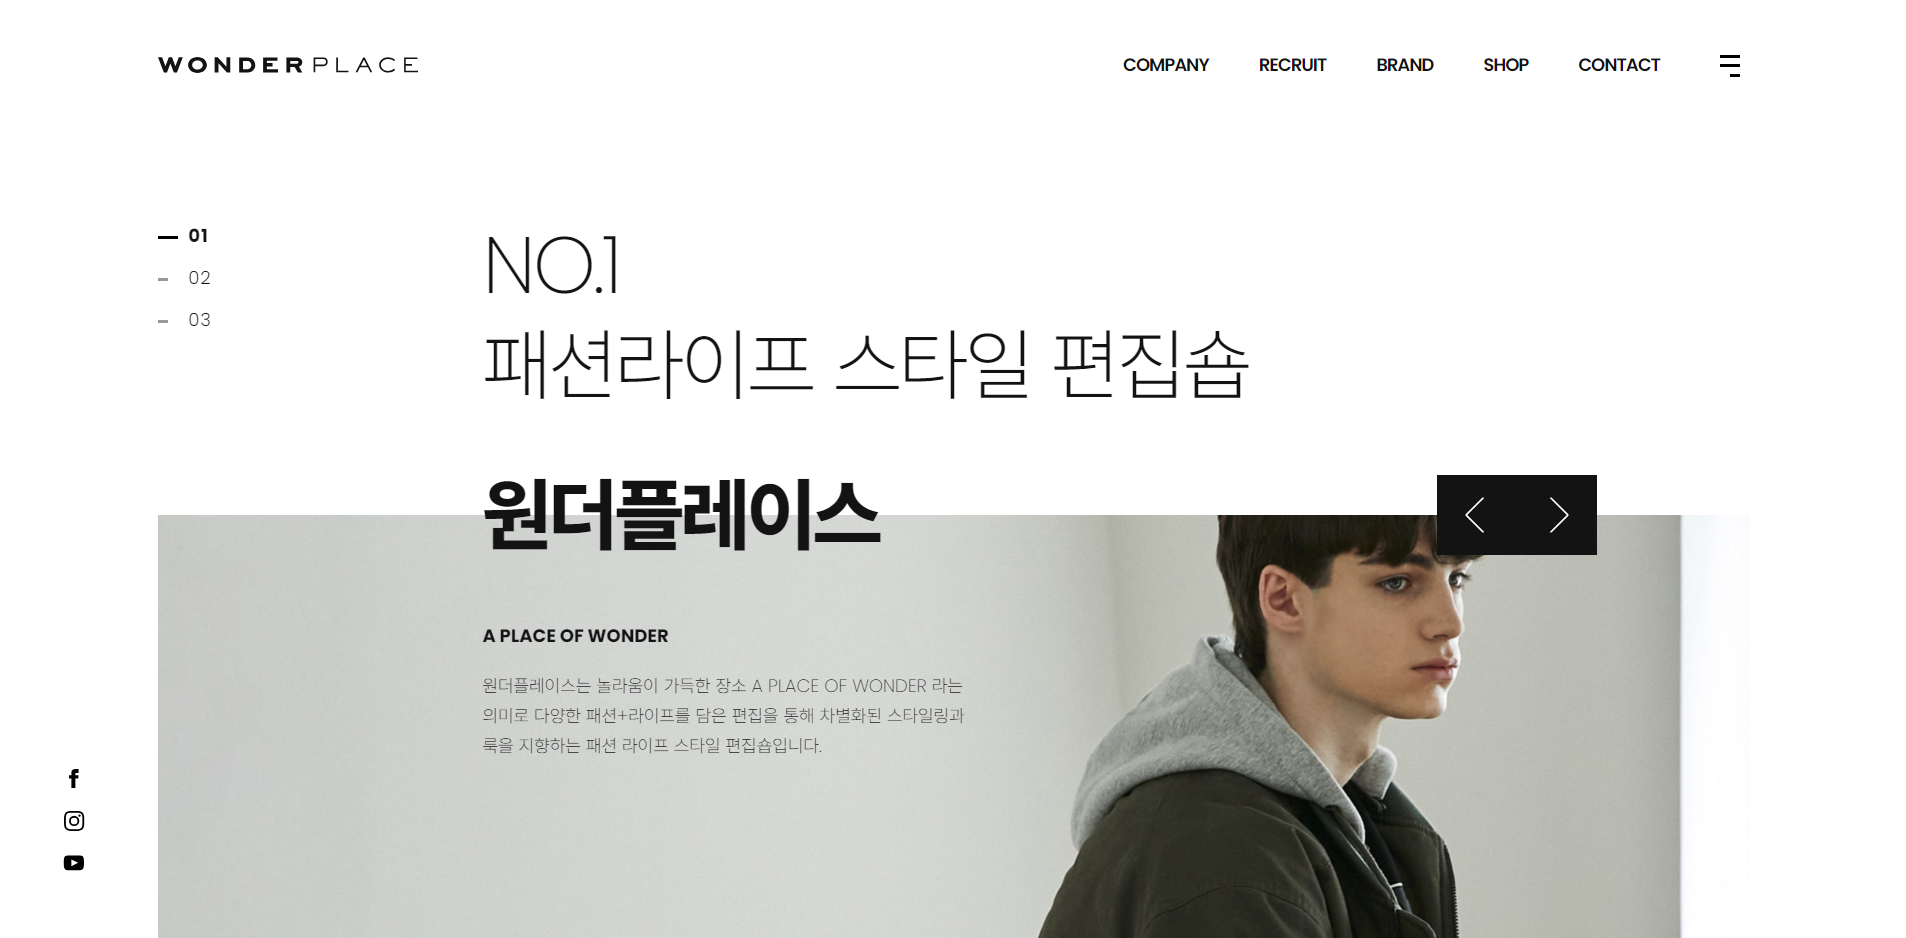 WONDERPLACE
COMPANY RECRUIT BRAND SHOP CONTACT
01
02
03
NO.1
패션라이프 스타일 편집숍
원더플레이스
A PLACE OF WONDER
원더플레이스는 놀라움이 가득한 장소 A PLACE OF WONDER 라는
의미로 다양한 패션+라이프를 담은 편집을 통해 차별화된 스타일링과
룩을 지향하는 패션 라이프 스타일 편집숍입니다.